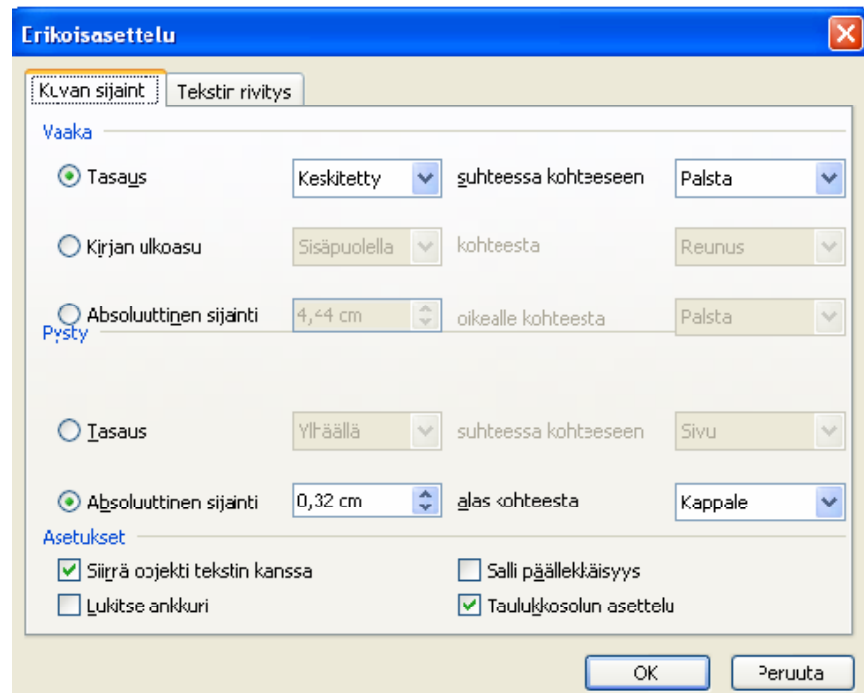 Erikoisasettelu
Kuvan sijaint Tekstin rivitys
Vaaka
Tasaus Keskitetty suhteessa kohteeseen Palsta
Kirjan ulkoasu Sisäpuolella kohteesta Reunus
Absoluuttinen sijainti 4,44 cm oikealle kohteesta Palsta
Pysty
Tasaus Ylhäällä suhteessa kohteeseen Sivu
Absoluuttinen sijainti 0,32 cm alas kohteesta Kappale
Asetukset
Siirrä objekti tekstin kanssa Salli päällekkäisyys
Lukitse ankkuri Taulukkosolun asettelu
OK Peruuta